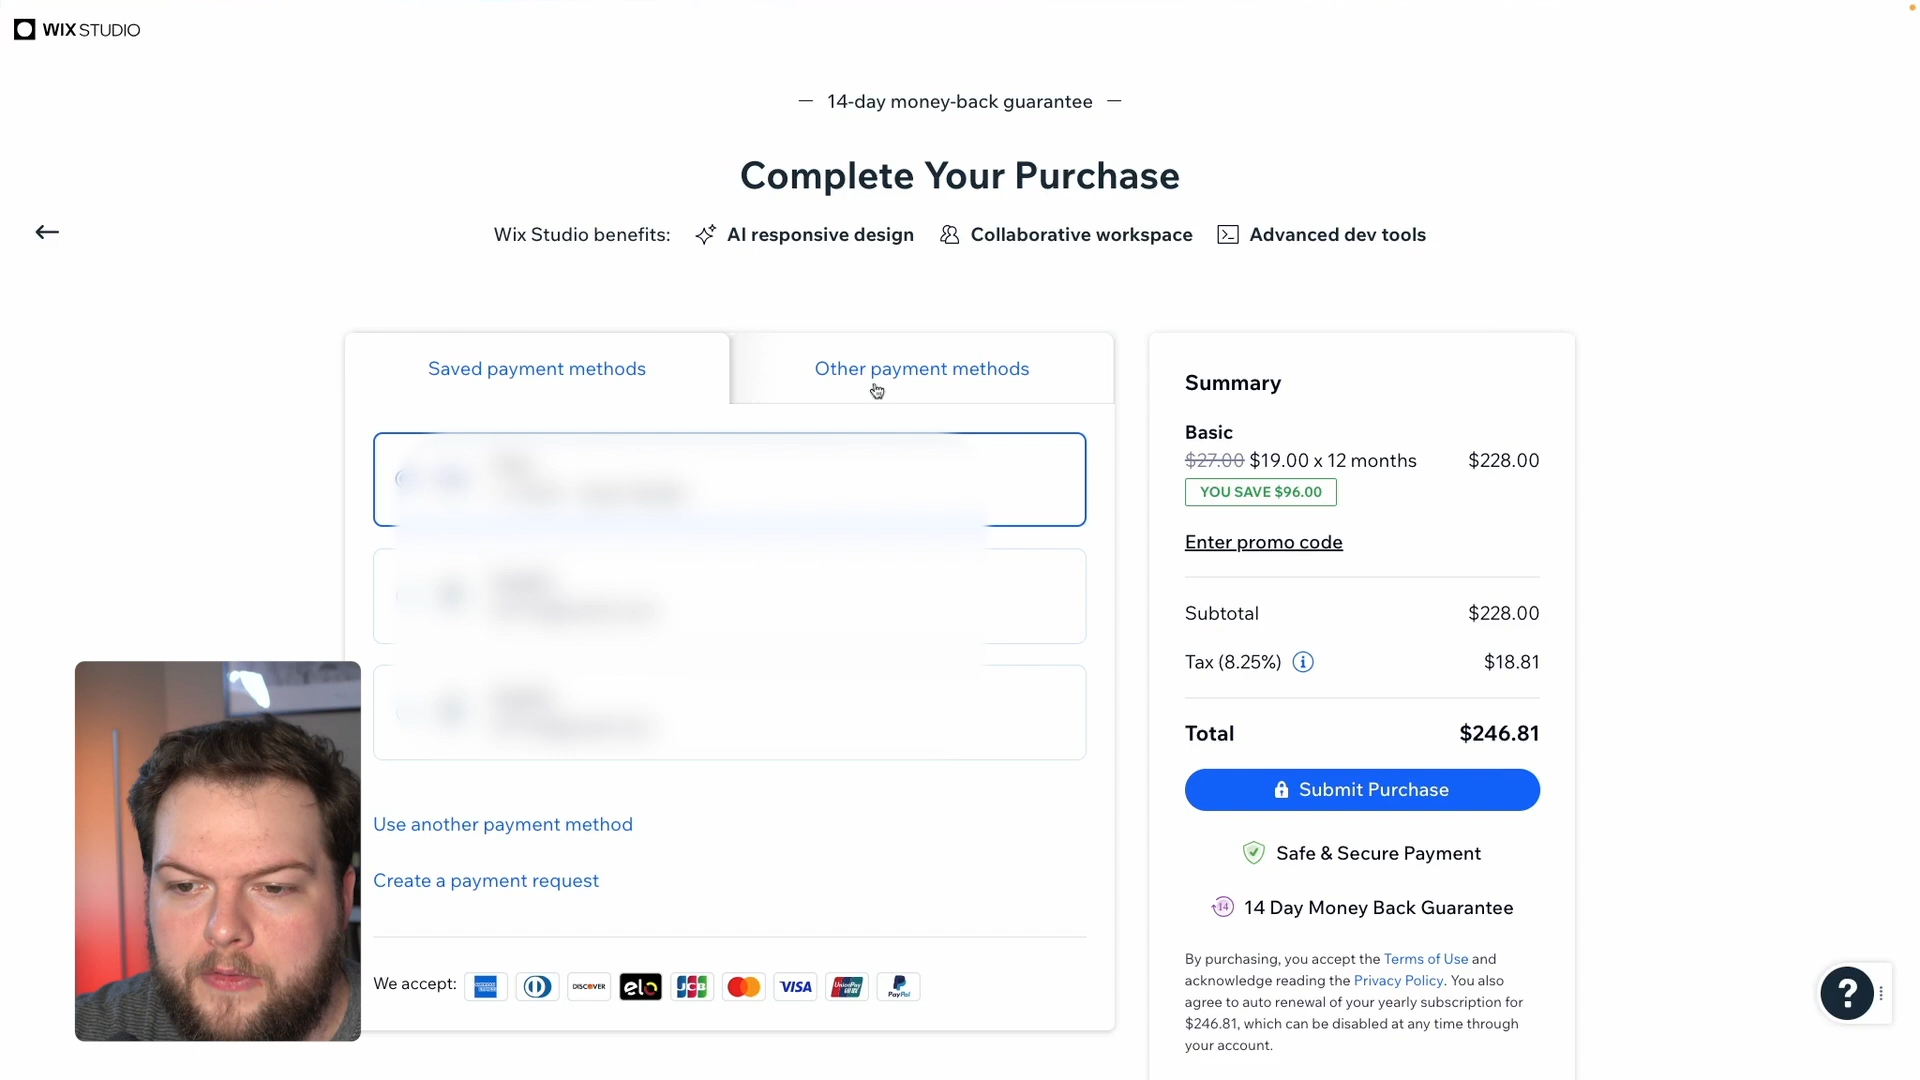 WIX STUDIO
14-day money-back guarantee
Complete Your Purchase
Wix Studio benefits: AI responsive design Collaborative workspace Advanced dev tools
Saved payment methods
Other payment methods
Use another payment method
Create a payment request
We accept: AMERICAN EXPRESS DISCOVER elo JCB VISA UnionPay PayPal
Summary
Basic
$27.00 $19.00 x 12 months $228.00
YOU SAVE $96.00
Enter promo code
Subtotal $228.00
Tax (8.25%) i $18.81
Total $246.81
Submit Purchase
Safe & Secure Payment
14 14 Day Money Back Guarantee
By purchasing, you accept the Terms of Use and
acknowledge reading the Privacy Policy. You also
agree to auto renewal of your yearly subscription for
$246.81, which can be disabled at any time through
your account.
?